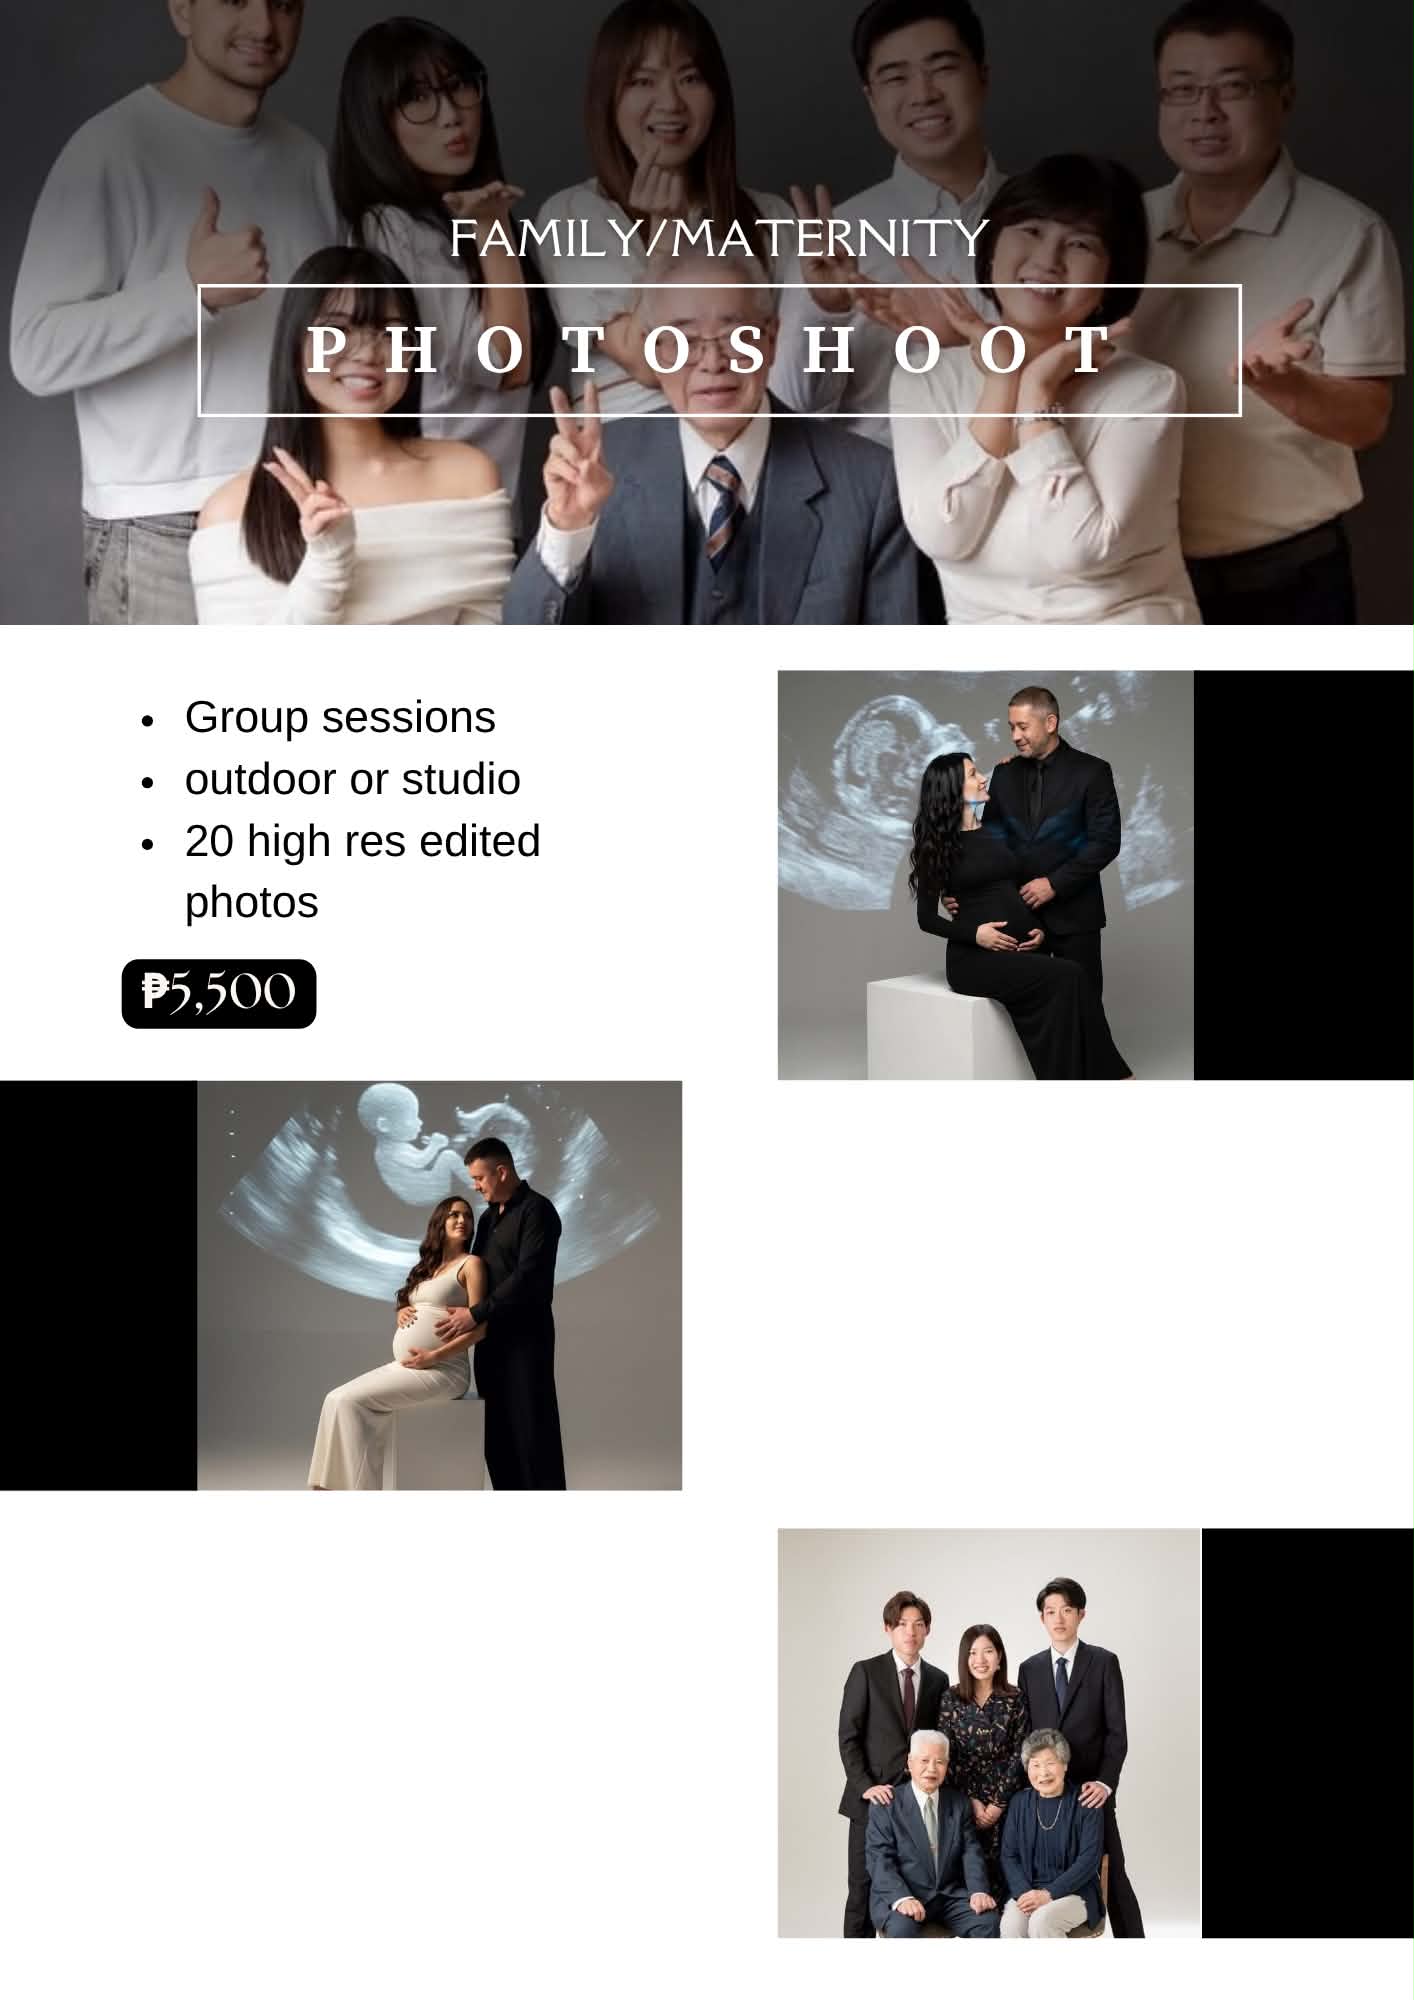 FAMILY/MATERNITY
PHOTOSHOOT
• Group sessions
• outdoor or studio
• 20 high res edited
photos
₱5,500